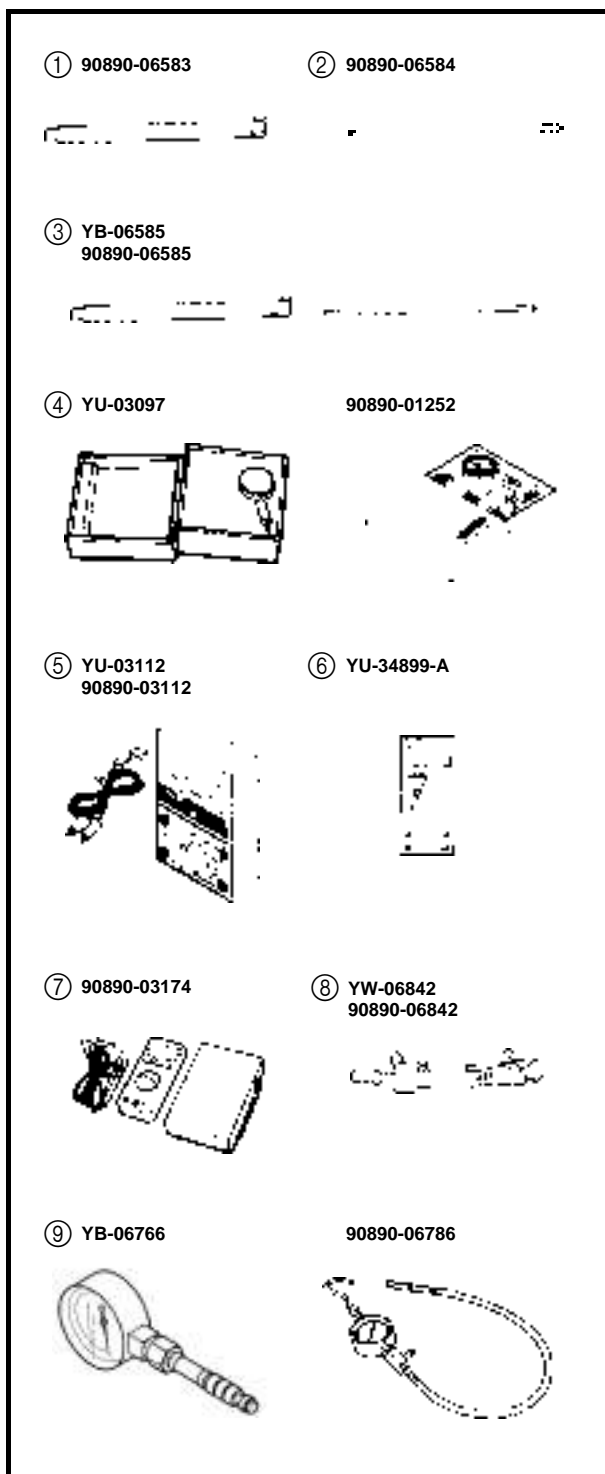 ① 90890-06583
② 90890-06584
③ YB-06585
90890-06585
④ YU-03097
90890-01252
⑤ YU-03112
90890-03112
⑥ YU-34899-A
⑦ 90890-03174
⑧ YW-06842
90890-06842
⑨ YB-06766
90890-06786